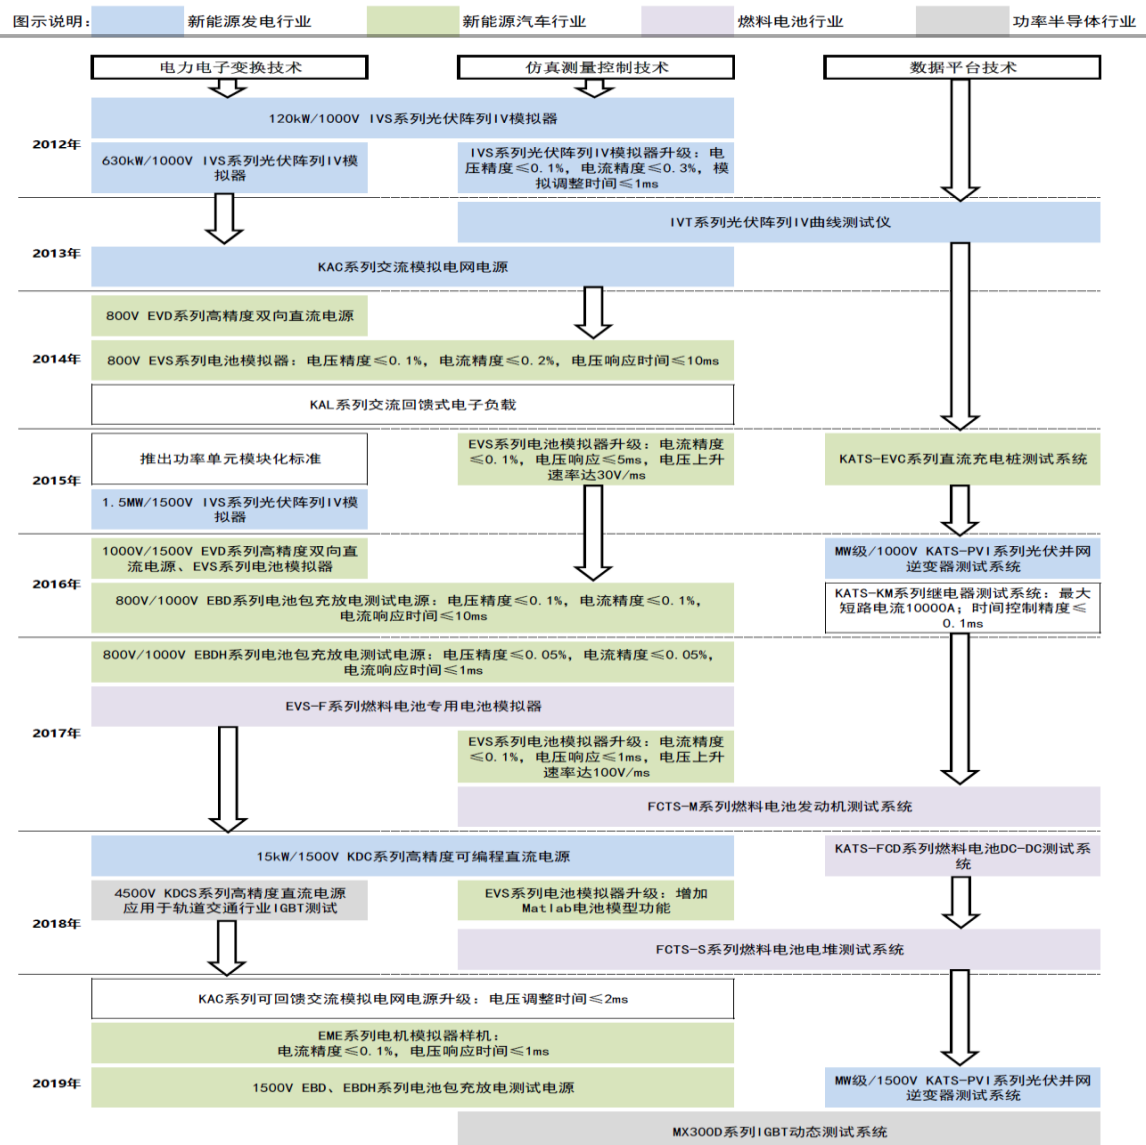 图示说明:
新能源发电行业
新能源汽车行业
燃料电池行业
功率半导体行业
电力电子变换技术
仿真测量控制技术
数据平台技术
2012年
120kW/1000V IVS系列光伏阵列IV模拟器
630kW/1000V IVS系列光伏阵列IV模
拟器
IVS系列光伏阵列IV模拟器升级：电
压精度≤0.1%，电流精度≤0.3%，模
拟调整时间≤1ms
2013年
IVT系列光伏阵列IV曲线测试仪
KAC系列交流模拟电网电源
2014年
800V EVD系列高精度双向直流电源
800V EVS系列电池模拟器：电压精度≤0.1%，电流精度≤0.2%，电压响应时间≤10ms
KAL系列交流回馈式电子负载
2015年
推出功率单元模块化标准
EVS系列电池模拟器升级：电流精度
≤0.1%，电压响应≤5ms，电压上升
速率达30V/ms
KATS-EVC系列直流充电桩测试系统
1.5MW/1500V IVS系列光伏阵列IV模
拟器
2016年
1000V/1500V EVD系列高精度双向直
流电源、EVS系列电池模拟器
MW级/1000V KATS-PVI系列光伏并网
逆变器测试系统
800V/1000V EBD系列电池包充放电测试电源：电压精度≤0.1%，电流精度≤0.1%，
电流响应时间≤10ms
KATS-KM系列继电器测试系统：最大
短路电流10000A；时间控制精度≤
0.1ms
2017年
800V/1000V EBDH系列电池包充放电测试电源：电压精度≤0.05%，电流精度≤0.05%，
电流响应时间≤1ms
EVS-F系列燃料电池专用电池模拟器
EVS系列电池模拟器升级：电流精度
≤0.1%，电压响应≤1ms，电压上升
速率达100V/ms
FCTS-M系列燃料电池发动机测试系统
2018年
15kW/1500V KDC系列高精度可编程直流电源
KATS-FCD系列燃料电池DC-DC测试系
统
4500V KDCS系列高精度直流电源
应用于轨道交通行业IGBT测试
EVS系列电池模拟器升级：增加
Matlab电池模型功能
FCTS-S系列燃料电池电堆测试系统
2019年
KAC系列可回馈交流模拟电网电源升级：电压调整时间≤2ms
EME系列电机模拟器样机：
电流精度≤0.1%，电压响应时间≤1ms
1500V EBD、EBDH系列电池包充放电测试电源
MW级/1500V KATS-PVI系列光伏并网
逆变器测试系统
MX300D系列IGBT动态测试系统